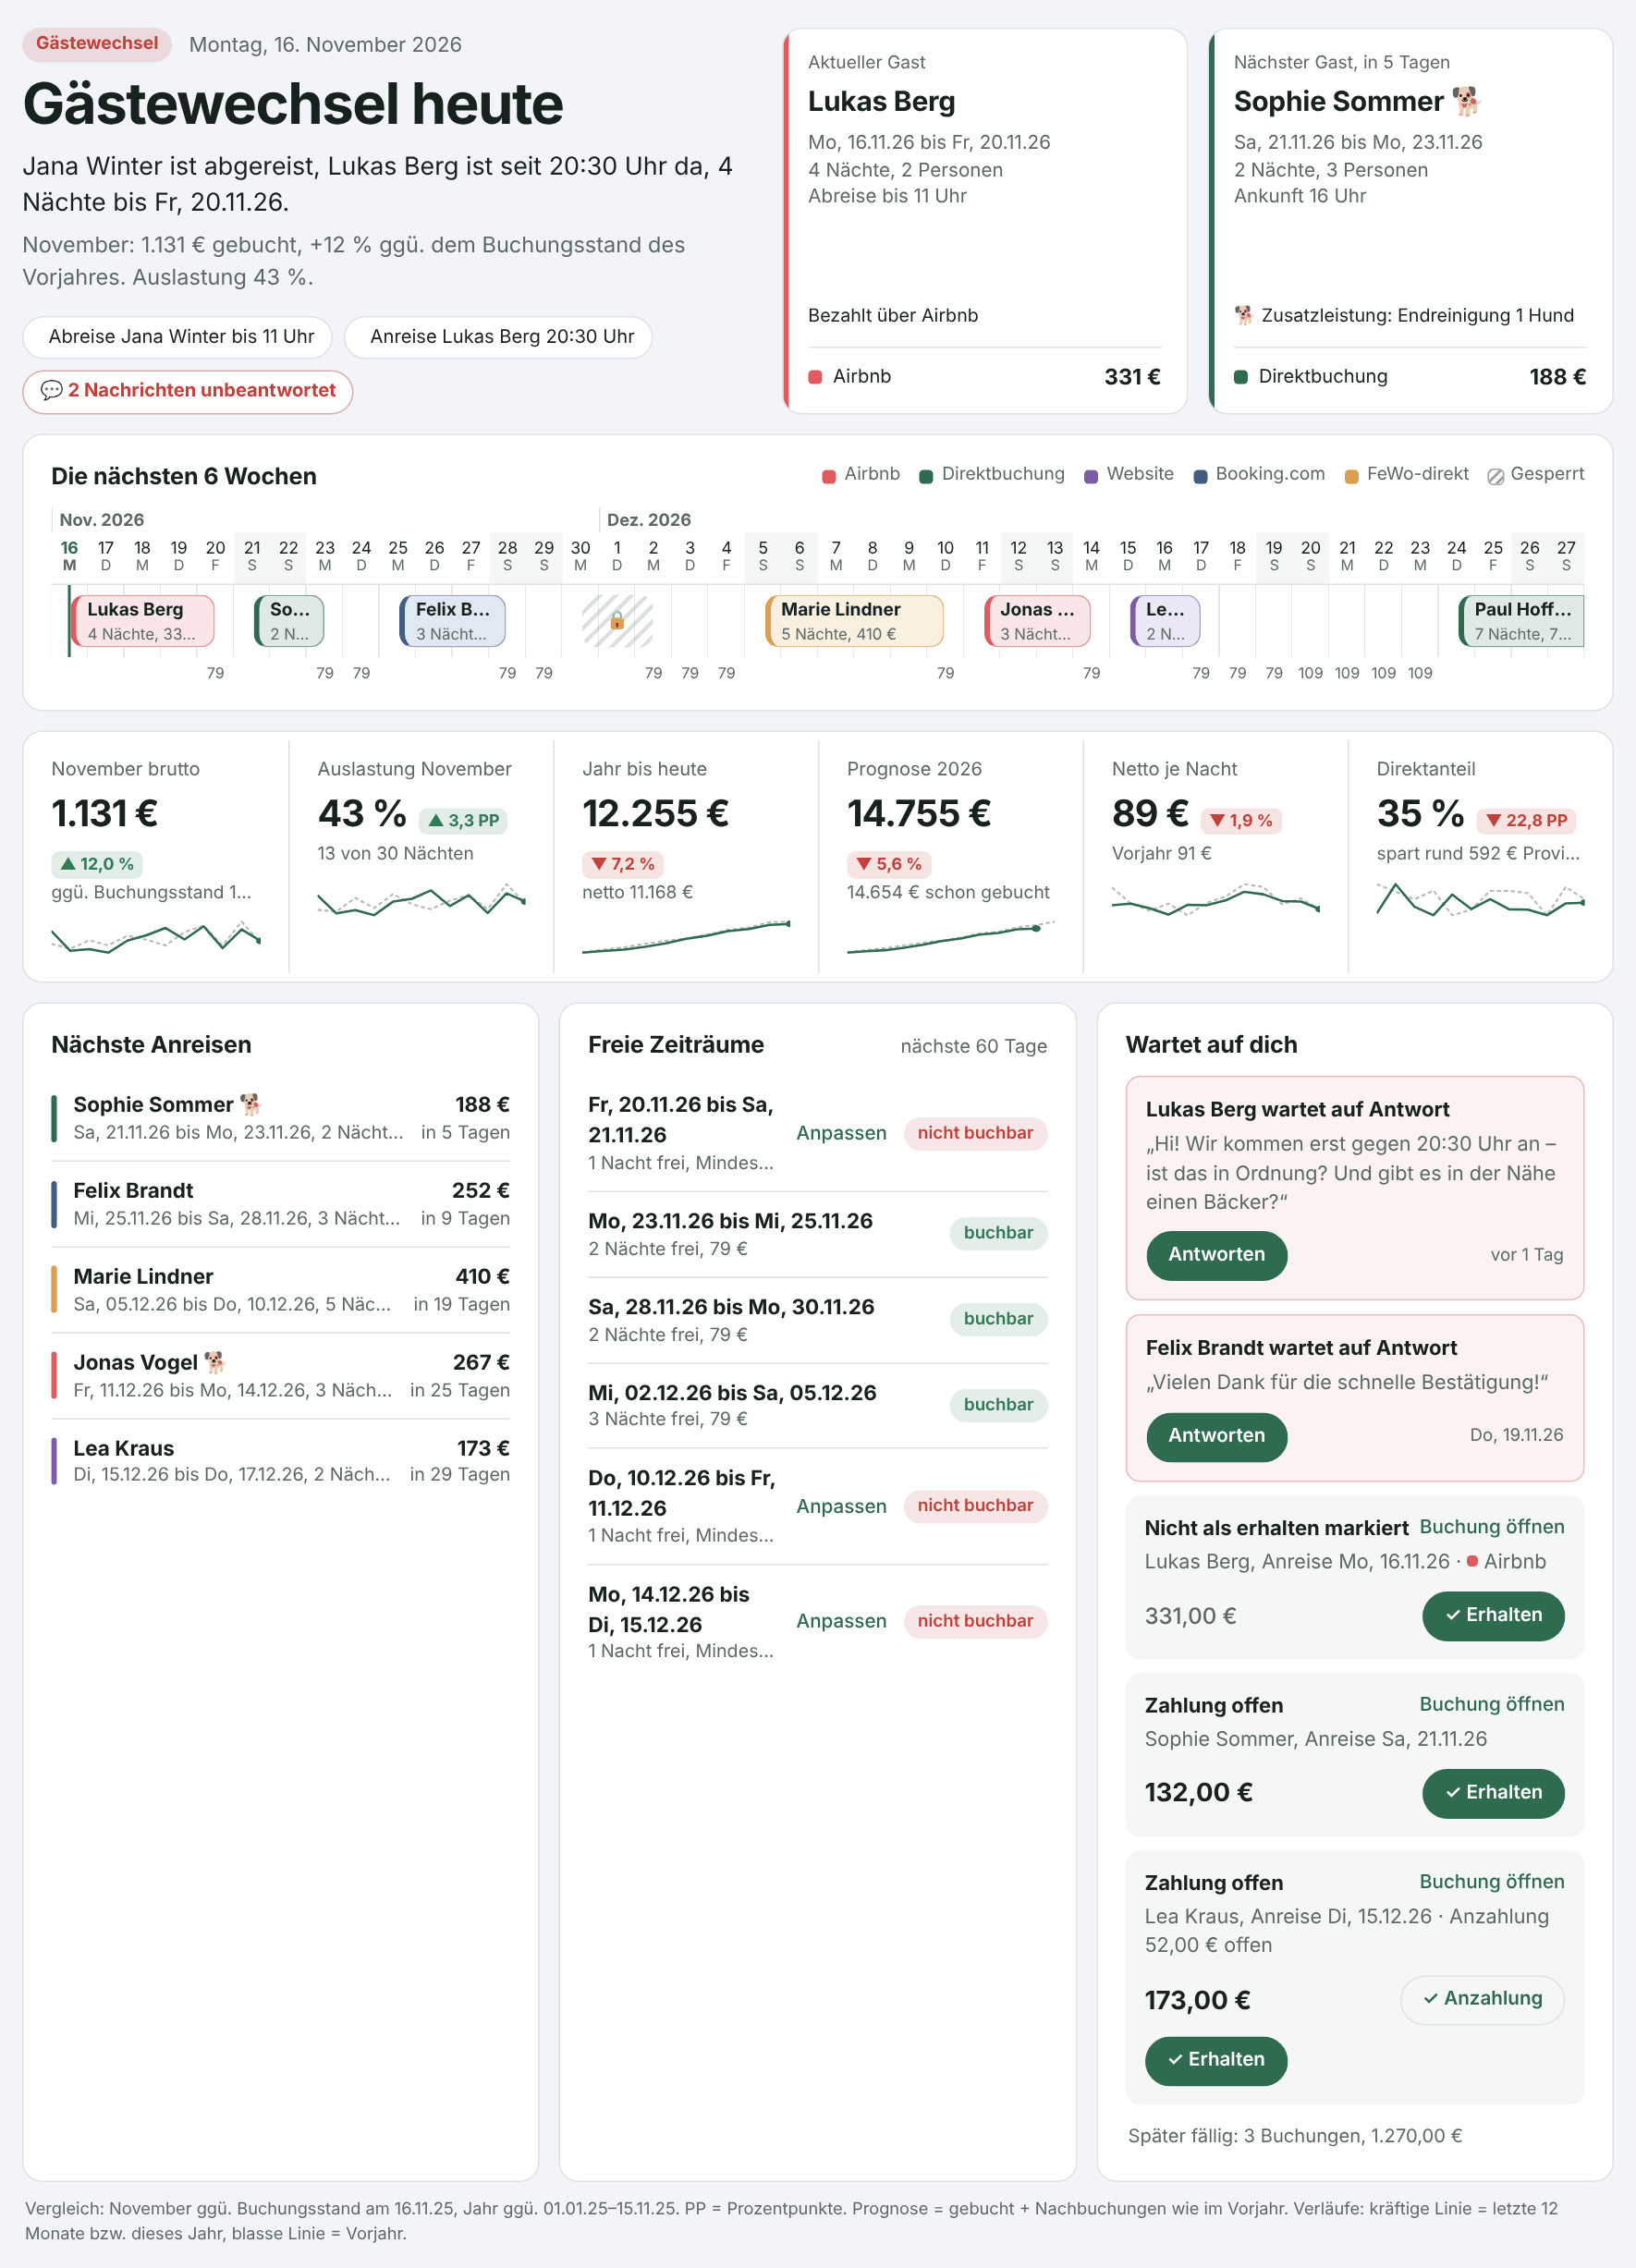 Gästewechsel Montag, 16. November 2026
Gästewechsel heute
Jana Winter ist abgereist, Lukas Berg ist seit 20:30 Uhr da, 4
Nächte bis Fr, 20.11.26.
November: 1.131 € gebucht, +12 % ggü. dem Buchungsstand des
Vorjahres. Auslastung 43 %.
Abreise Jana Winter bis 11 Uhr
Anreise Lukas Berg 20:30 Uhr
💬 2 Nachrichten unbeantwortet
Aktueller Gast
Lukas Berg
Mo, 16.11.26 bis Fr, 20.11.26
4 Nächte, 2 Personen
Abreise bis 11 Uhr
Bezahlt über Airbnb
Airbnb 331 €
Nächster Gast, in 5 Tagen
Sophie Sommer 🐕
Sa, 21.11.26 bis Mo, 23.11.26
2 Nächte, 3 Personen
Ankunft 16 Uhr
🐕 Zusatzleistung: Endreinigung 1 Hund
Direktbuchung 188 €
Die nächsten 6 Wochen
Airbnb Direktbuchung Website Booking.com FeWo-direkt Gesperrt
Nov. 2026 Dez. 2026
16 17 18 19 20 21 22 23 24 25 26 27 28 29 30 1 2 3 4 5 6 7 8 9 10 11 12 13 14 15 16 17 18 19 20 21 22 23 24 25 26 27
M D M D F S S M D M D F S S M D M D F S S M D M D F S S M D M D F S S M D M D F S S
Lukas Berg So… Felix B… Marie Lindner Jonas … Le… Paul Hoff…
4 Nächte, 33… 2 N… 3 Nächt… 🔒 5 Nächte, 410 € 3 Nächt… 2 N… 7 Nächte, 7…
79 79 79 79 79 79 79 79 79 79 79 79 79 109 109 109 109
November brutto
1.131 €
▲ 12,0 %
ggü. Buchungsstand 1…
Auslastung November
43 % ▲ 3,3 PP
13 von 30 Nächten
Jahr bis heute
12.255 €
▼ 7,2 %
netto 11.168 €
Prognose 2026
14.755 €
▼ 5,6 %
14.654 € schon gebucht
Netto je Nacht
89 € ▼ 1,9 %
Vorjahr 91 €
Direktanteil
35 % ▼ 22,8 PP
spart rund 592 € Provi…
Nächste Anreisen
Sophie Sommer 🐕 188 €
Sa, 21.11.26 bis Mo, 23.11.26, 2 Nächt… in 5 Tagen
Felix Brandt 252 €
Mi, 25.11.26 bis Sa, 28.11.26, 3 Nächt… in 9 Tagen
Marie Lindner 410 €
Sa, 05.12.26 bis Do, 10.12.26, 5 Näc… in 19 Tagen
Jonas Vogel 🐕 267 €
Fr, 11.12.26 bis Mo, 14.12.26, 3 Näch… in 25 Tagen
Lea Kraus 173 €
Di, 15.12.26 bis Do, 17.12.26, 2 Näch… in 29 Tagen
Freie Zeiträume nächste 60 Tage
Fr, 20.11.26 bis Sa,
21.11.26
1 Nacht frei, Mindes…
Anpassen nicht buchbar
Mo, 23.11.26 bis Mi, 25.11.26
2 Nächte frei, 79 €
buchbar
Sa, 28.11.26 bis Mo, 30.11.26
2 Nächte frei, 79 €
buchbar
Mi, 02.12.26 bis Sa, 05.12.26
3 Nächte frei, 79 €
buchbar
Do, 10.12.26 bis Fr,
11.12.26
1 Nacht frei, Mindes…
Anpassen nicht buchbar
Mo, 14.12.26 bis
Di, 15.12.26
1 Nacht frei, Mindes…
Anpassen nicht buchbar
Wartet auf dich
Lukas Berg wartet auf Antwort
„Hi! Wir kommen erst gegen 20:30 Uhr an –
ist das in Ordnung? Und gibt es in der Nähe
einen Bäcker?“
Antworten vor 1 Tag
Felix Brandt wartet auf Antwort
„Vielen Dank für die schnelle Bestätigung!“
Antworten Do, 19.11.26
Nicht als erhalten markiert Buchung öffnen
Lukas Berg, Anreise Mo, 16.11.26 · Airbnb
331,00 € ✓ Erhalten
Zahlung offen Buchung öffnen
Sophie Sommer, Anreise Sa, 21.11.26
132,00 € ✓ Erhalten
Zahlung offen Buchung öffnen
Lea Kraus, Anreise Di, 15.12.26 · Anzahlung
52,00 € offen
173,00 € ✓ Anzahlung
✓ Erhalten
Später fällig: 3 Buchungen, 1.270,00 €
Vergleich: November ggü. Buchungsstand am 16.11.25, Jahr ggü. 01.01.25–15.11.25. PP = Prozentpunkte. Prognose = gebucht + Nachbuchungen wie im Vorjahr. Verläufe: kräftige Linie = letzte 12
Monate bzw. dieses Jahr, blasse Linie = Vorjahr.